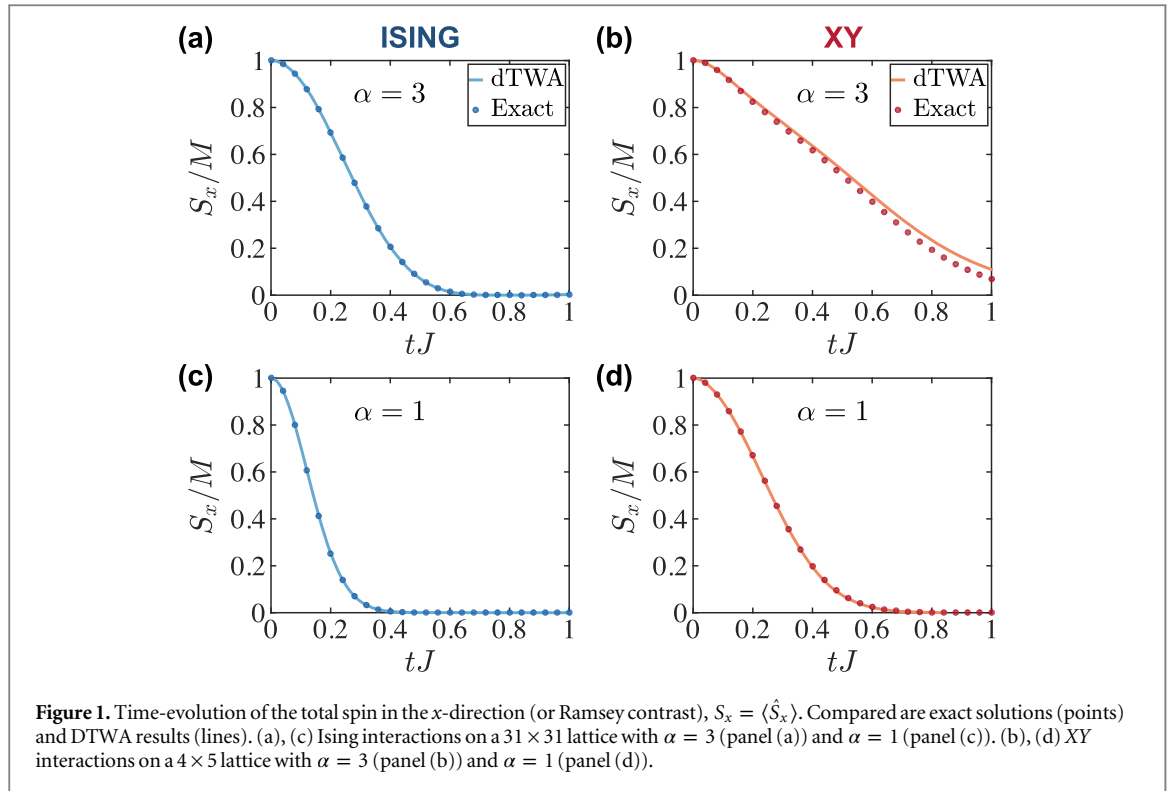 (a) ISING
(b) XY
1
0.8
0.6
0.4
0.2
0
S_x/M
α = 3
dTWA
Exact
0 0.2 0.4 0.6 0.8 1
tJ
1
0.8
0.6
0.4
0.2
0
S_x/M
α = 3
dTWA
Exact
0 0.2 0.4 0.6 0.8 1
tJ
(c)
1
0.8
0.6
0.4
0.2
0
S_x/M
α = 1
0 0.2 0.4 0.6 0.8 1
tJ
(d)
1
0.8
0.6
0.4
0.2
0
S_x/M
α = 1
0 0.2 0.4 0.6 0.8 1
tJ
Figure 1. Time-evolution of the total spin in the x-direction (or Ramsey contrast), S_x = ⟨Ŝ_x⟩. Compared are exact solutions (points)
and DTWA results (lines). (a), (c) Ising interactions on a 31 × 31 lattice with α = 3 (panel (a)) and α = 1 (panel (c)). (b), (d) XY
interactions on a 4 × 5 lattice with α = 3 (panel (b)) and α = 1 (panel (d)).